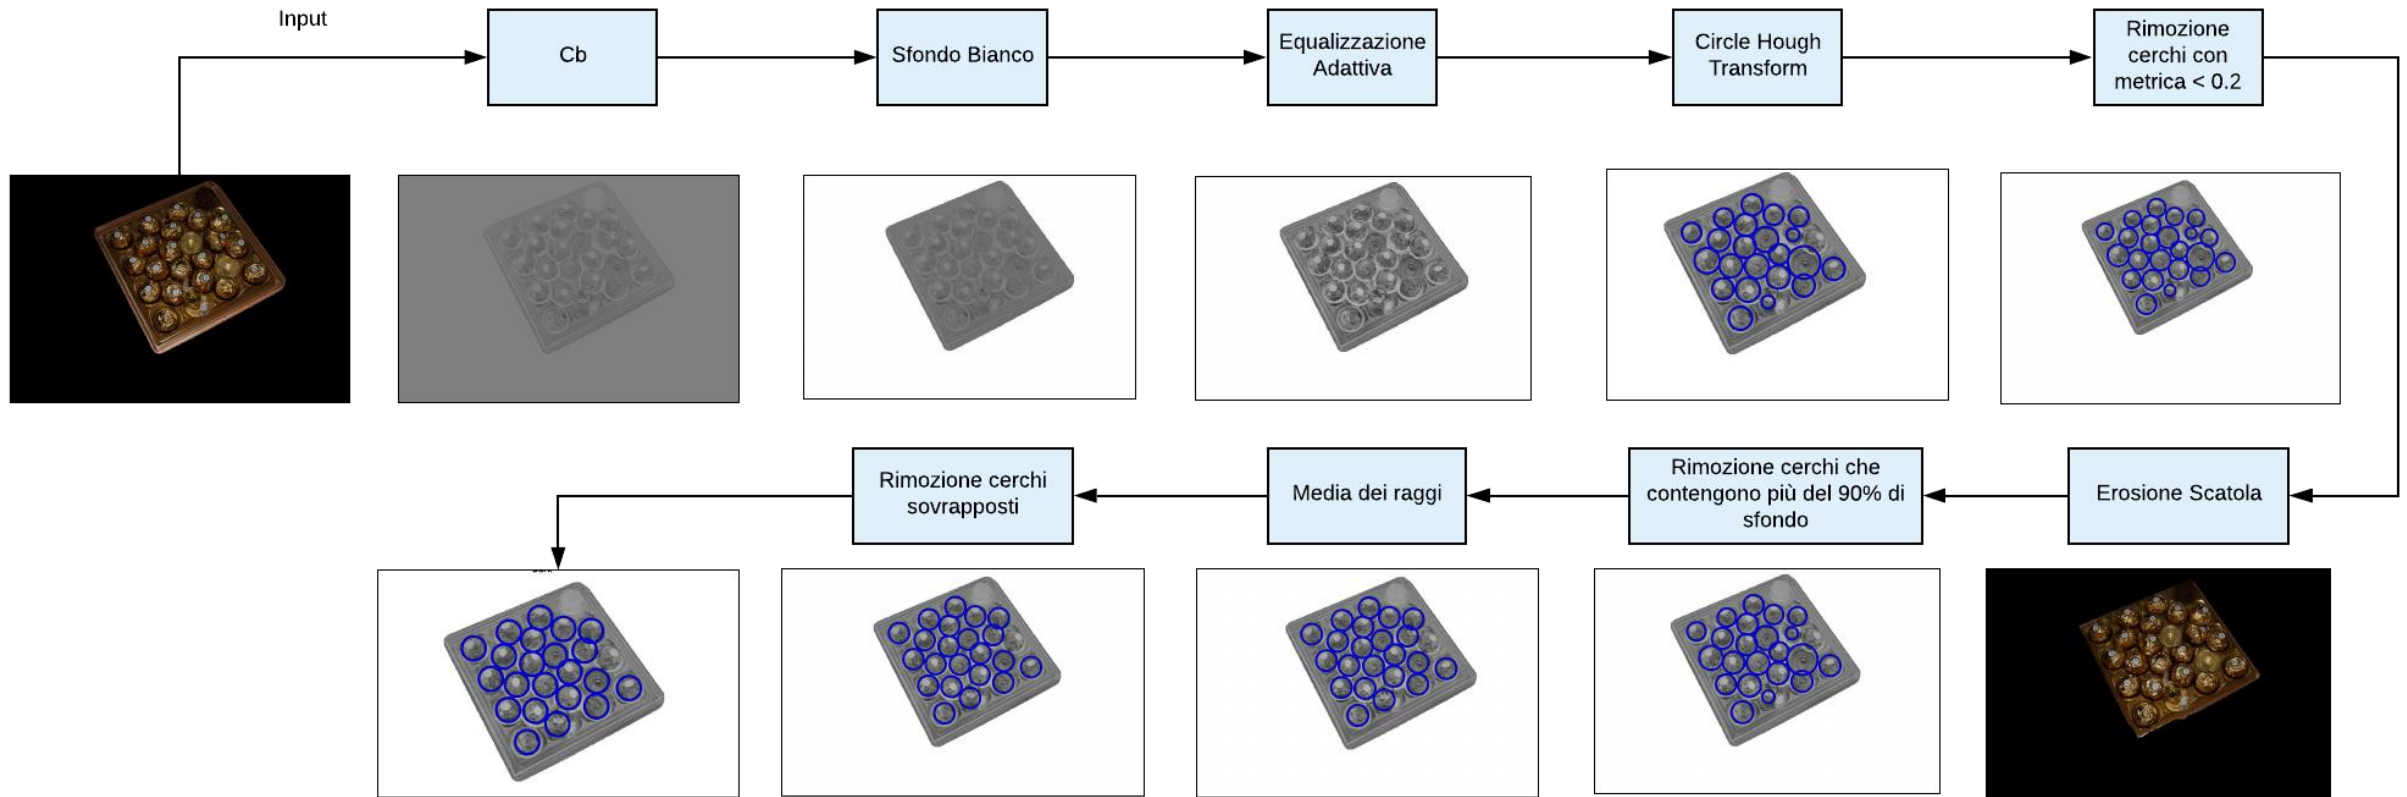 Input
Cb
Sfondo Bianco
Equalizzazione
Adattiva
Circle Hough
Transform
Rimozione
cerchi con
metrica < 0.2
Rimozione cerchi
sovrapposti
Media dei raggi
Rimozione cerchi che
contengono più del 90% di
sfondo
Erosione Scatola